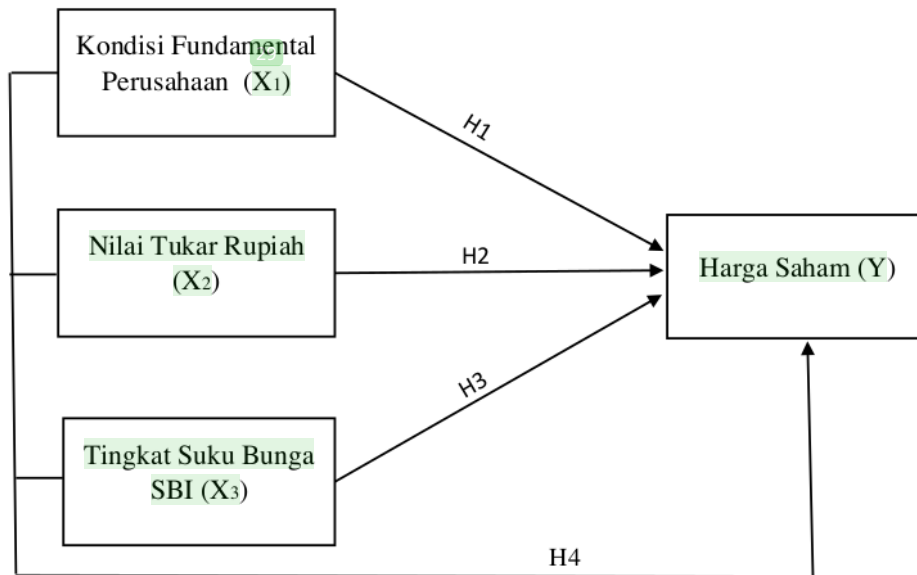 Kondisi Fundamental
Perusahaan (X1)
29
H1
Nilai Tukar Rupiah
(X2)
H2
Harga Saham (Y)
H3
Tingkat Suku Bunga
SBI (X3)
H4